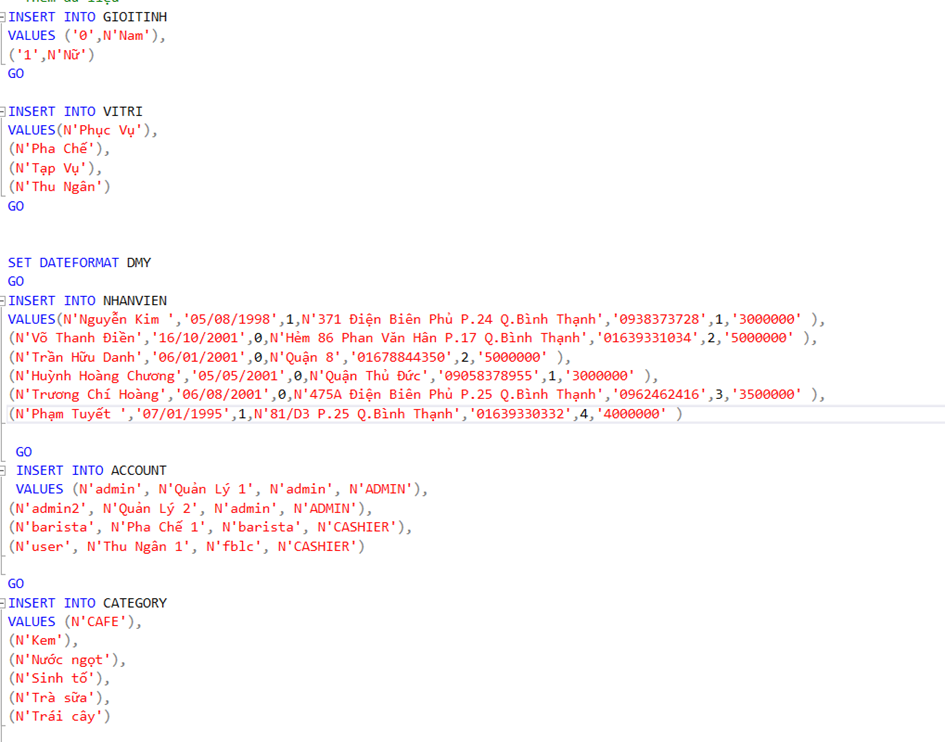 Thêm dữ liệu
INSERT INTO GIOITINH
VALUES ('0',N'Nam'),
('1',N'Nữ')
GO
INSERT INTO VITRI
VALUES(N'Phục Vụ'),
(N'Pha Chế'),
(N'Tạp Vụ'),
(N'Thu Ngân')
GO
SET DATEFORMAT DMY
GO
INSERT INTO NHANVIEN
VALUES(N'Nguyễn Kim ','05/08/1998',1,N'371 Điện Biên Phủ P.24 Q.Bình Thạnh','0938373728',1,'3000000' ),
(N'Võ Thanh Điền','16/10/2001',0,N'Hẻm 86 Phan Văn Hân P.17 Q.Bình Thạnh','01639331034',2,'5000000' ),
(N'Trần Hữu Danh','06/01/2001',0,N'Quận 8','01678844350',2,'5000000' ),
(N'Huỳnh Hoàng Chương','05/05/2001',0,N'Quận Thủ Đức','09058378955',1,'3000000' ),
(N'Trương Chí Hoàng','06/08/2001',0,N'475A Điện Biên Phủ P.25 Q.Bình Thạnh','0962462416',3,'3500000' ),
(N'Phạm Tuyết ','07/01/1995',1,N'81/D3 P.25 Q.Bình Thạnh','01639330332',4,'4000000' )
GO
INSERT INTO ACCOUNT
VALUES (N'admin', N'Quản Lý 1', N'admin', N'ADMIN'),
(N'admin2', N'Quản Lý 2', N'admin', N'ADMIN'),
(N'barista', N'Pha Chế 1', N'barista', N'CASHIER'),
(N'user', N'Thu Ngân 1', N'fblc', N'CASHIER')
GO
INSERT INTO CATEGORY
VALUES (N'CAFE'),
(N'Kem'),
(N'Nước ngọt'),
(N'Sinh tố'),
(N'Trà sữa'),
(N'Trái cây')